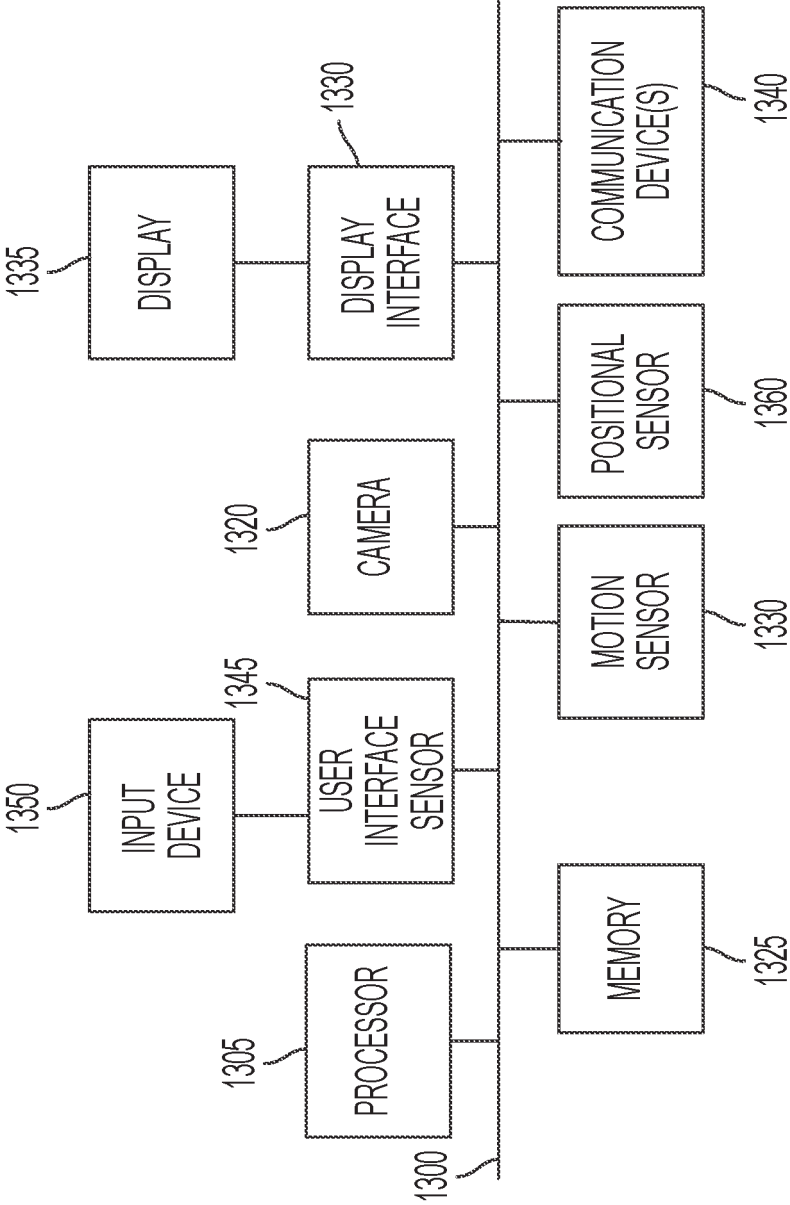 1350
1335
INPUT
DEVICE
DISPLAY
1305
1345
1320
1330
PROCESSOR
USER
INTERFACE
SENSOR
CAMERA
DISPLAY
INTERFACE
1300
MEMORY
MOTION
SENSOR
POSITIONAL
SENSOR
COMMUNICATION
DEVICE(S)
1325
1330
1360
1340